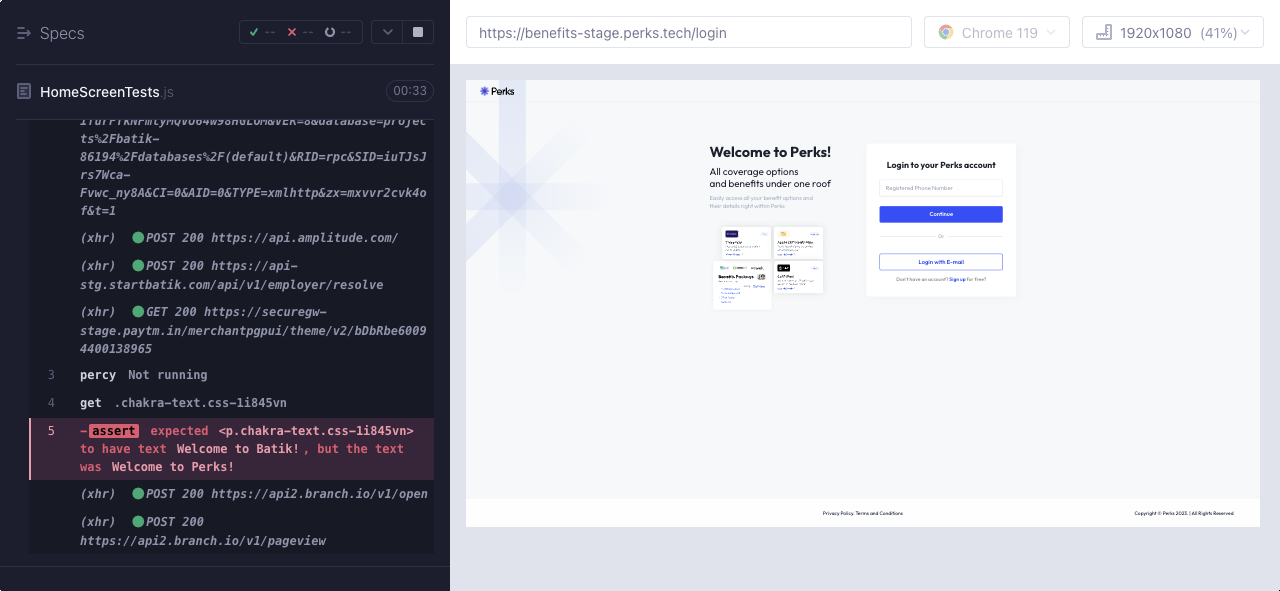 Specs
-- -- --
HomeScreenTests.js
00:33
ts%2Fbatik-
86194%2Fdatabases%2F(default)&RID=rpc&SID=iuTJsJ
rs7Wca-
Fvwc_ny8A&CI=0&AID=0&TYPE=xmlhttp&zx=mxvvr2cvk4o
f&t=1
(xhr) POST 200 https://api.amplitude.com/
(xhr) POST 200 https://api-
stg.startbatik.com/api/v1/employer/resolve
(xhr) GET 200 https://securegw-
stage.paytm.in/merchantpgpui/theme/v2/bDbRbe6009
4400138965
3 percy Not running
4 get .chakra-text.css-1i845vn
5 -assert expected <p.chakra-text.css-1i845vn>
to have text Welcome to Batik!, but the text
was Welcome to Perks!
(xhr) POST 200 https://api2.branch.io/v1/open
(xhr) POST 200
https://api2.branch.io/v1/pageview
https://benefits-stage.perks.tech/login
Chrome 119
1920x1080 (41%)
Perks
Welcome to Perks!
All coverage options
and benefits under one roof
Easily access all your benefit options and
their details right within Perks
Benefits Package
Login to your Perks account
Registered Phone Number
Continue
Or
Login with E-mail
Don't have an account? Sign up for free?
Privacy Policy. Terms and Conditions
Copyright © Perks 2023. | All Rights Reserved